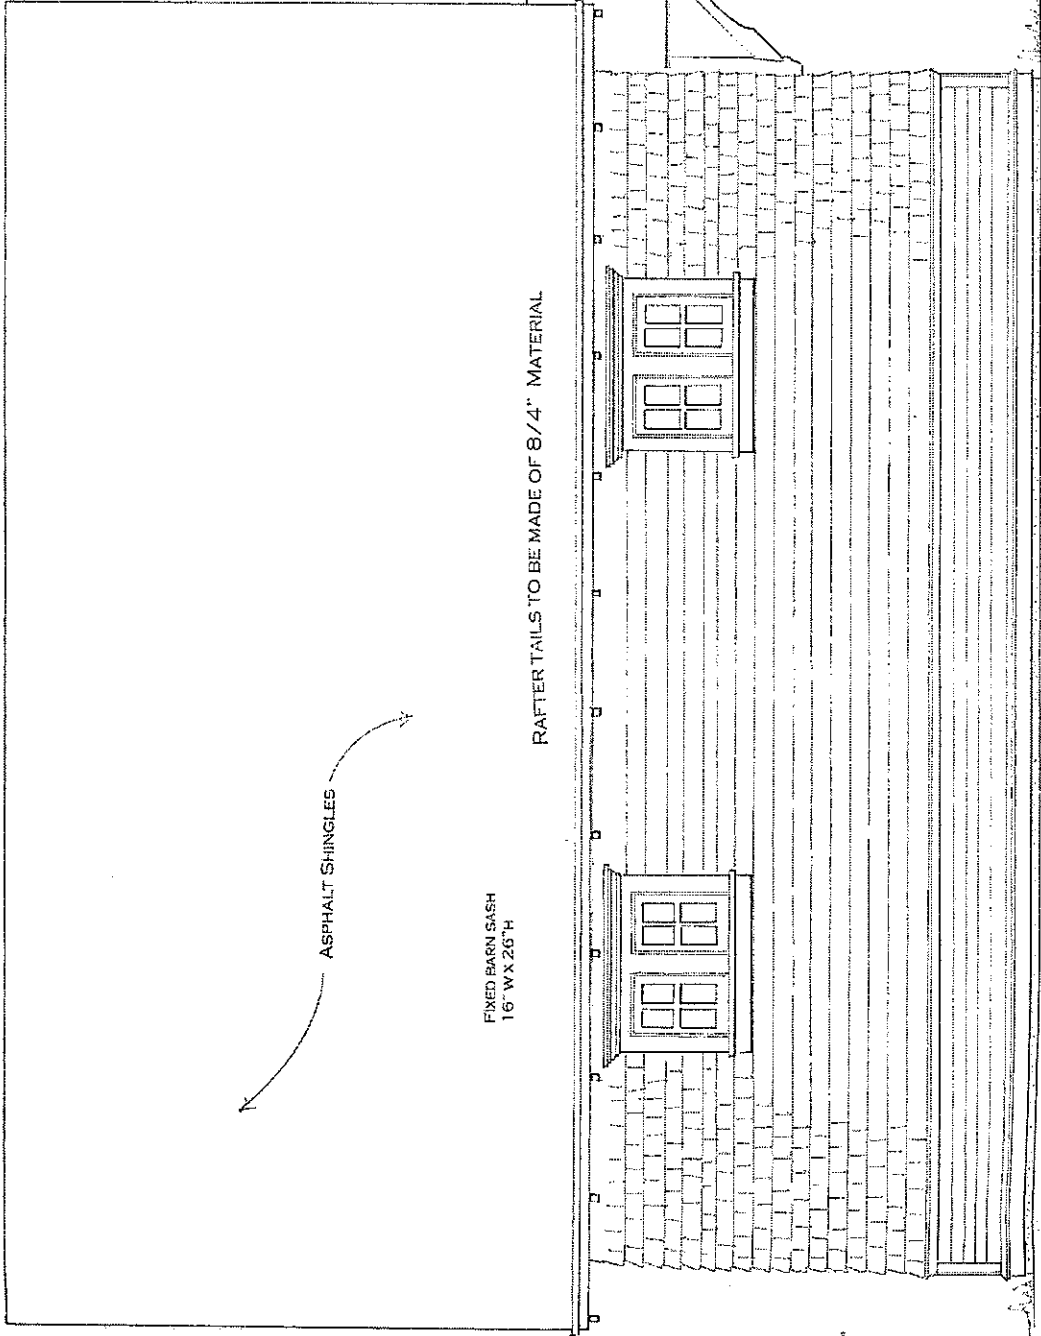 ASPHALT SHINGLES
FIXED BARN SASH
16" W X 26"H
RAFTER TAILS TO BE MADE OF 8/4" MATERIAL